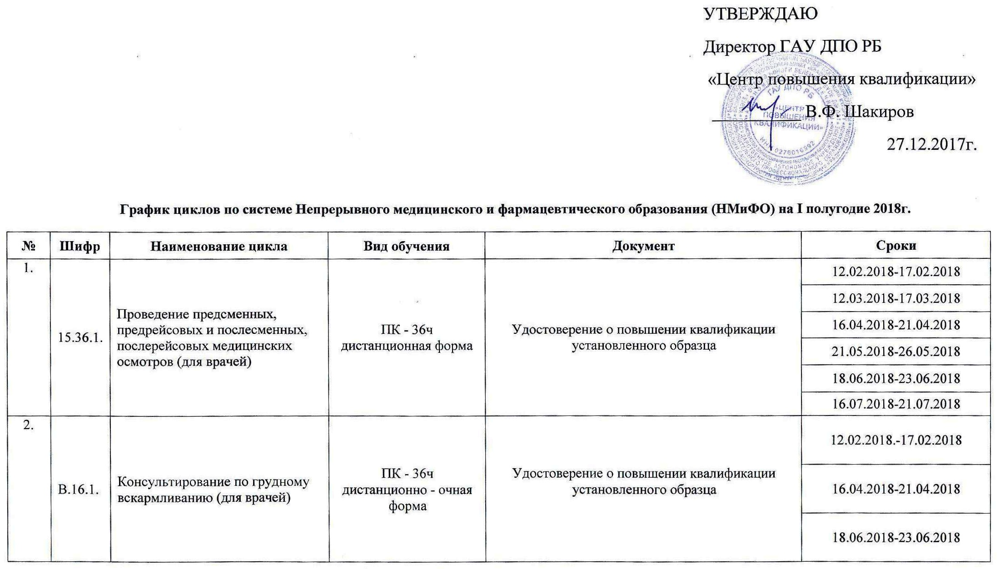 УТВЕРЖДАЮ
Директор ГАУ ДПО РБ
«Центр повышения квалификации»
В.Ф. Шакиров
27.12.2017г.
ГАУ ДПО РБ
«ЦЕНТР
ПОВЫШЕНИЯ
КВАЛИФИКАЦИИ»
ИНН 0276016992
График циклов по системе Непрерывного медицинского и фармацевтического образования (НМиФО) на I полугодие 2018г.
№ Шифр Наименование цикла Вид обучения Документ Сроки
1.
15.36.1.
Проведение предсменных,
предрейсовых и послесменных,
послерейсовых медицинских
осмотров (для врачей)
ПК - 36ч
дистанционная форма
Удостоверение о повышении квалификации
установленного образца
12.02.2018-17.02.2018
12.03.2018-17.03.2018
16.04.2018-21.04.2018
21.05.2018-26.05.2018
18.06.2018-23.06.2018
16.07.2018-21.07.2018
2.
В.16.1.
Консультирование по грудному
вскармливанию (для врачей)
ПК - 36ч
дистанционно - очная
форма
Удостоверение о повышении квалификации
установленного образца
12.02.2018.-17.02.2018
16.04.2018-21.04.2018
18.06.2018-23.06.2018